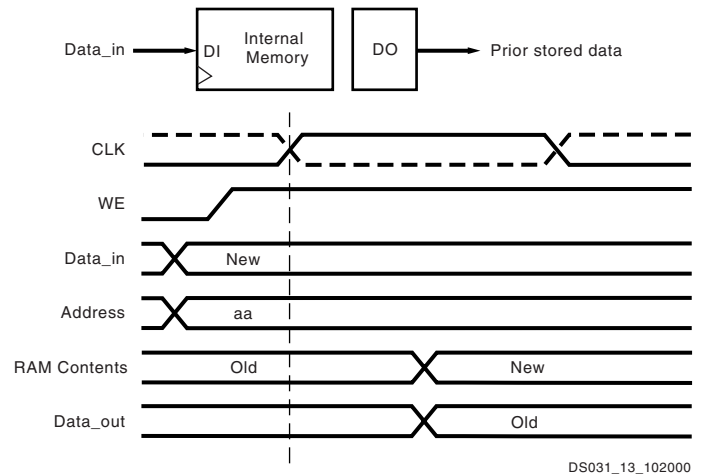 Data_in
DI
Internal
Memory
DO
Prior stored data
CLK
WE
Data_in
New
Address
aa
RAM Contents
Old
New
Data_out
Old
DS031_13_102000